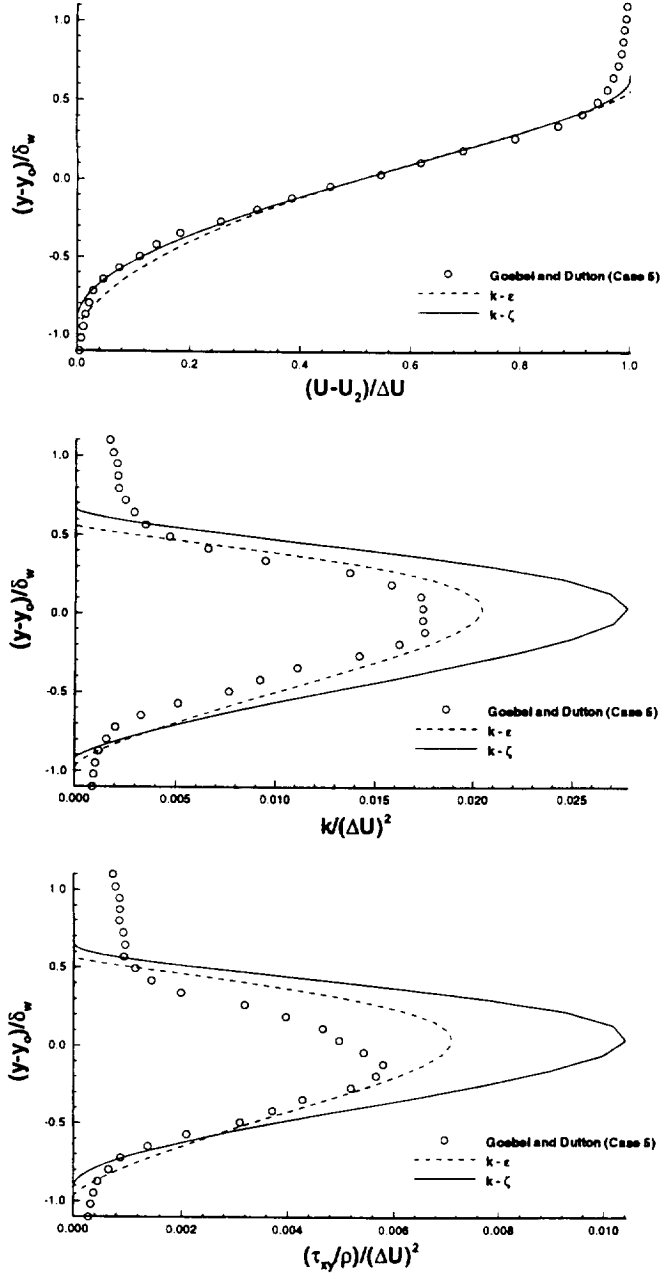 1.0
0.5
0.0
-0.5
-1.0
(y-y_o)/δ_w
Goebel and Dutton (Case 5)
k - ε
k - ζ
0.0 0.2 0.4 0.6 0.8 1.0
(U-U_2)/ΔU
1.0
0.5
0.0
-0.5
-1.0
(y-y_o)/δ_w
Goebel and Dutton (Case 5)
k - ε
k - ζ
0.000 0.005 0.010 0.015 0.020 0.025
k/(ΔU)^2
1.0
0.5
0.0
-0.5
-1.0
(y-y_o)/δ_w
Goebel and Dutton (Case 5)
k - ε
k - ζ
0.000 0.002 0.004 0.006 0.008 0.010
(τ_xy/ρ)/(ΔU)^2